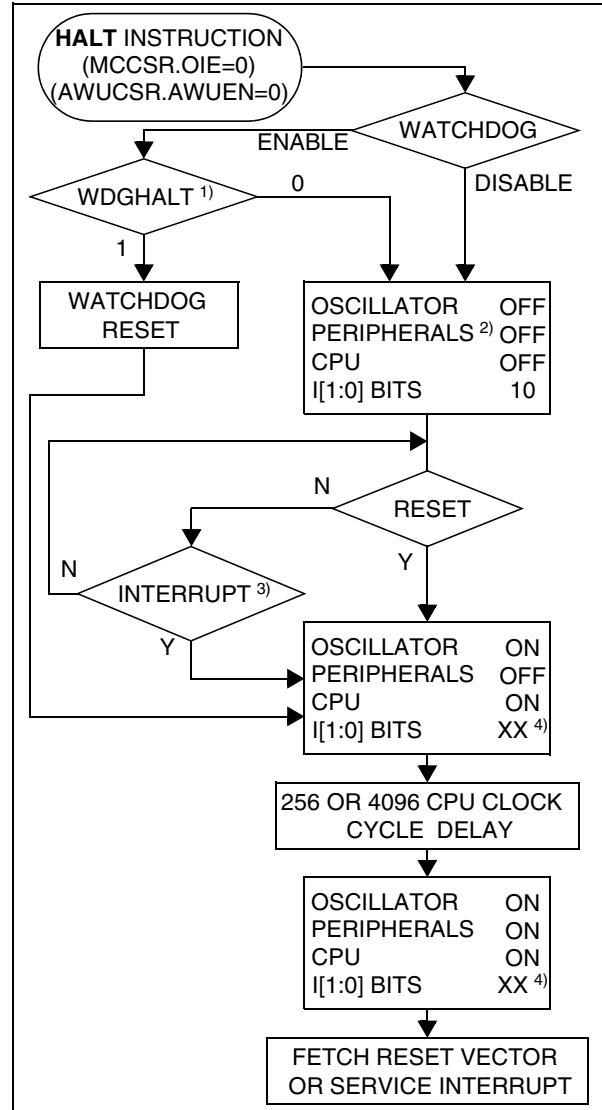 HALT INSTRUCTION
(MCCSR.OIE=0)
(AWUCSR.AWUEN=0)
WATCHDOG
ENABLE
DISABLE
WDGHALT 1)
0
1
WATCHDOG
RESET
OSCILLATOR OFF
PERIPHERALS 2) OFF
CPU OFF
I[1:0] BITS 10
N
RESET
Y
N
INTERRUPT 3)
Y
OSCILLATOR ON
PERIPHERALS OFF
CPU ON
I[1:0] BITS XX 4)
256 OR 4096 CPU CLOCK
CYCLE DELAY
OSCILLATOR ON
PERIPHERALS ON
CPU ON
I[1:0] BITS XX 4)
FETCH RESET VECTOR
OR SERVICE INTERRUPT